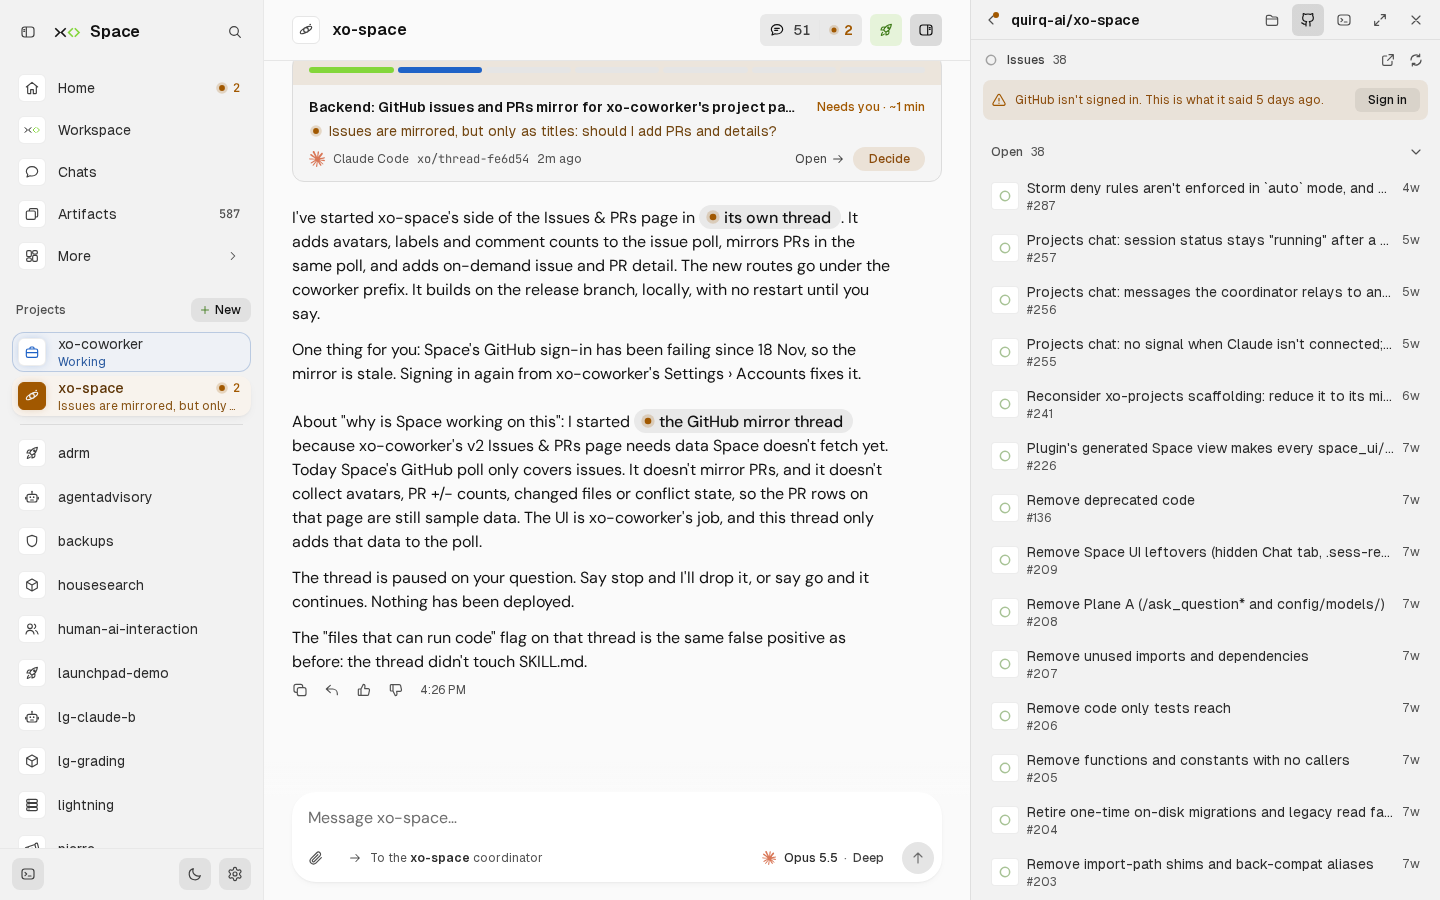 Space
Home
2
Workspace
Chats
Artifacts
587
More
Projects
+ New
xo-coworker
Working
xo-space
2
Issues are mirrored, but only ...
adrm
agentadvisory
backups
housesearch
human-ai-interaction
launchpad-demo
lg-claude-b
lg-grading
lightning
xo-space
51
2
Backend: GitHub issues and PRs mirror for xo-coworker's project pa...
Needs you · ~1 min
Issues are mirrored, but only as titles: should I add PRs and details?
Claude Code xo/thread-fe6d54 2m ago
Open →
Decide
I've started xo-space's side of the Issues & PRs page in its own thread . It
adds avatars, labels and comment counts to the issue poll, mirrors PRs in the
same poll, and adds on-demand issue and PR detail. The new routes go under the
coworker prefix. It builds on the release branch, locally, with no restart until you
say.
One thing for you: Space's GitHub sign-in has been failing since 18 Nov, so the
mirror is stale. Signing in again from xo-coworker's Settings › Accounts fixes it.
About "why is Space working on this": I started the GitHub mirror thread
because xo-coworker's v2 Issues & PRs page needs data Space doesn't fetch yet.
Today Space's GitHub poll only covers issues. It doesn't mirror PRs, and it doesn't
collect avatars, PR +/- counts, changed files or conflict state, so the PR rows on
that page are still sample data. The UI is xo-coworker's job, and this thread only
adds that data to the poll.
The thread is paused on your question. Say stop and I'll drop it, or say go and it
continues. Nothing has been deployed.
The "files that can run code" flag on that thread is the same false positive as
before: the thread didn't touch SKILL.md.
4:26 PM
Message xo-space...
→ To the xo-space coordinator
Opus 5.5 · Deep
quirq-ai/xo-space
Issues 38
GitHub isn't signed in. This is what it said 5 days ago.
Sign in
Open 38
Storm deny rules aren't enforced in `auto` mode, and ...
4w
#287
Projects chat: session status stays "running" after a ...
5w
#257
Projects chat: messages the coordinator relays to an...
5w
#256
Projects chat: no signal when Claude isn't connected;...
5w
#255
Reconsider xo-projects scaffolding: reduce it to its mi...
6w
#241
Plugin's generated Space view makes every space_ui/...
7w
#226
Remove deprecated code
7w
#136
Remove Space UI leftovers (hidden Chat tab, .sess-re...
7w
#209
Remove Plane A (/ask_question* and config/models/)
7w
#208
Remove unused imports and dependencies
7w
#207
Remove code only tests reach
7w
#206
Remove functions and constants with no callers
7w
#205
Retire one-time on-disk migrations and legacy read fa...
7w
#204
Remove import-path shims and back-compat aliases
7w
#203